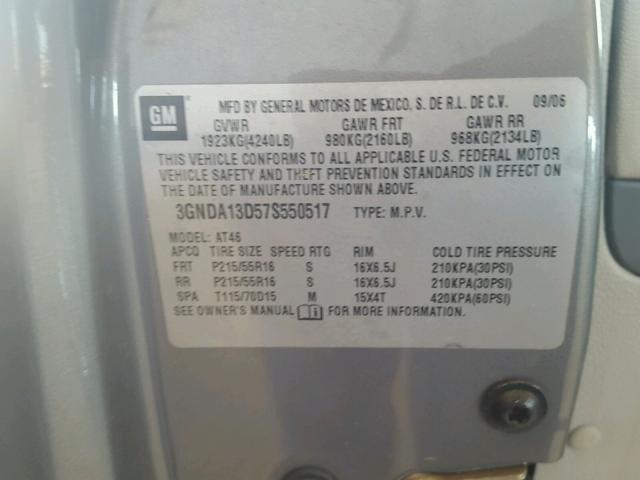 GM ® MFD BY GENERAL MOTORS DE MEXICO, S. DE R.L. DE C.V. 09/06
GVWR GAWR FRT GAWR RR
1923KG(4240LB) 980KG(2160LB) 968KG(2134LB)
THIS VEHICLE CONFORMS TO ALL APPLICABLE U.S. FEDERAL MOTOR
VEHICLE SAFETY AND THEFT PREVENTION STANDARDS IN EFFECT ON
THE DATE OF MANUFACTURE SHOWN ABOVE.
3GNDA13D57S550517 TYPE: M.P.V.
MODEL: AT46
APCQ TIRE SIZE SPEED RTG RIM COLD TIRE PRESSURE
FRT P215/55R16 S 16X6.5J 210KPA(30PSI)
RR P215/55R16 S 16X6.5J 210KPA(30PSI)
SPA T115/70D15 M 15X4T 420KPA(60PSI)
SEE OWNER'S MANUAL FOR MORE INFORMATION.